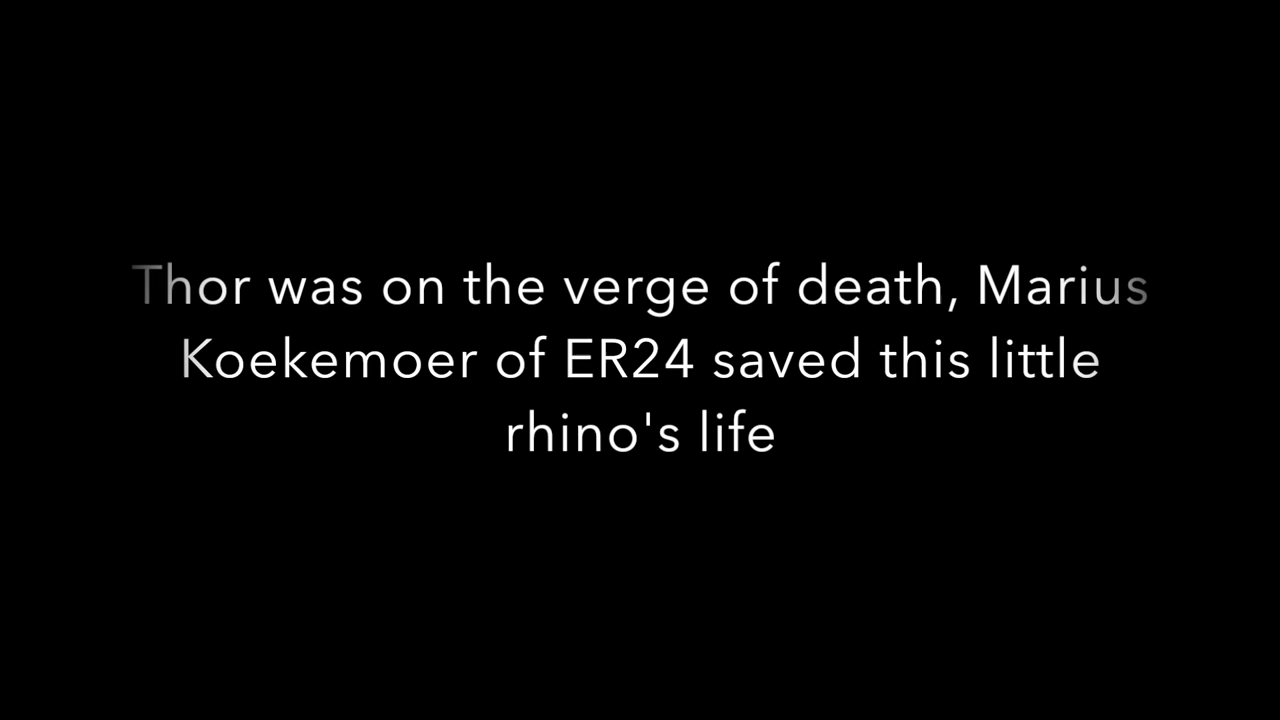 Thor was on the verge of death, Marius
Koekemoer of ER24 saved this little
rhino's life